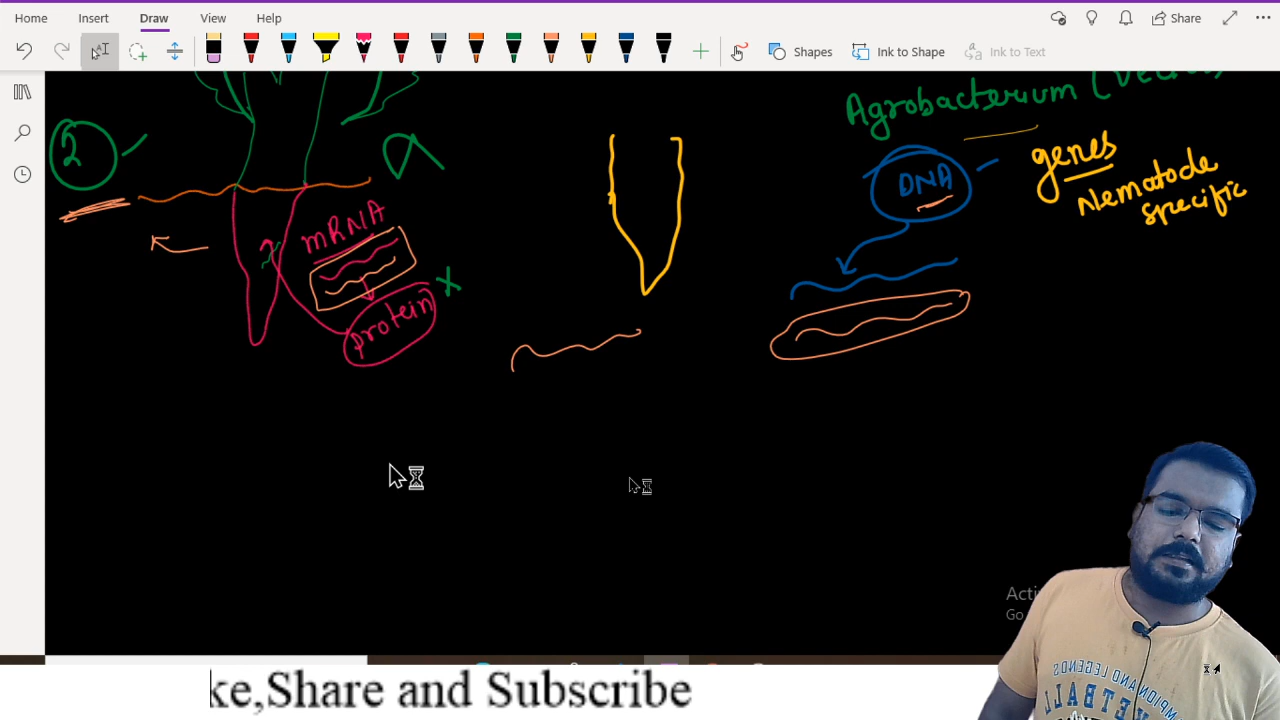 Home Insert Draw View Help
Share
Shapes Ink to Shape Ink to Text
Agrobacterium
2
DNA
genes
Nematode
specific
mRNA
protein
Go
ke,Share and Subscribe